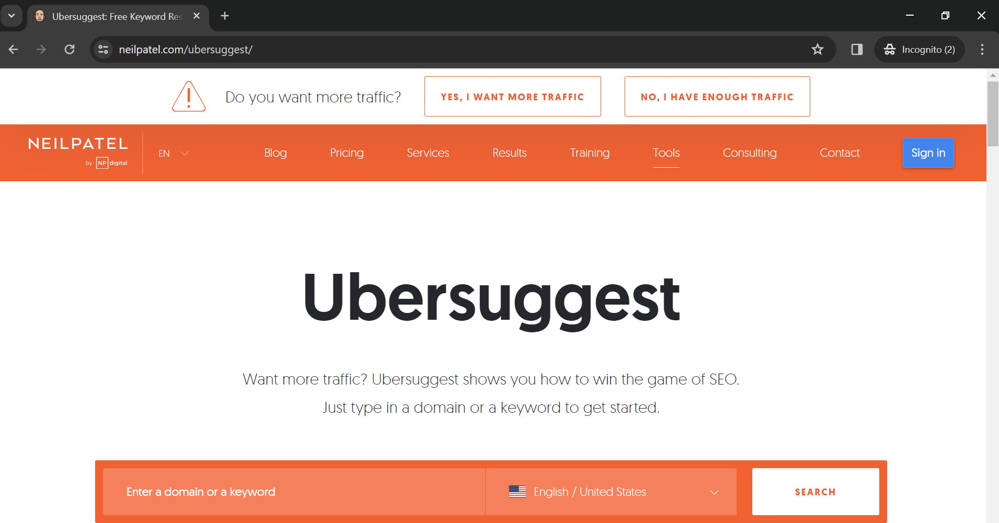 Ubersuggest: Free Keyword Res
neilpatel.com/ubersuggest/
Incognito (2)
Do you want more traffic?
YES, I WANT MORE TRAFFIC
NO, I HAVE ENOUGH TRAFFIC
NEILPATEL
by NP digital
EN
Blog
Pricing
Services
Results
Training
Tools
Consulting
Contact
Sign in
Ubersuggest
Want more traffic? Ubersuggest shows you how to win the game of SEO.
Just type in a domain or a keyword to get started.
Enter a domain or a keyword
English / United States
SEARCH